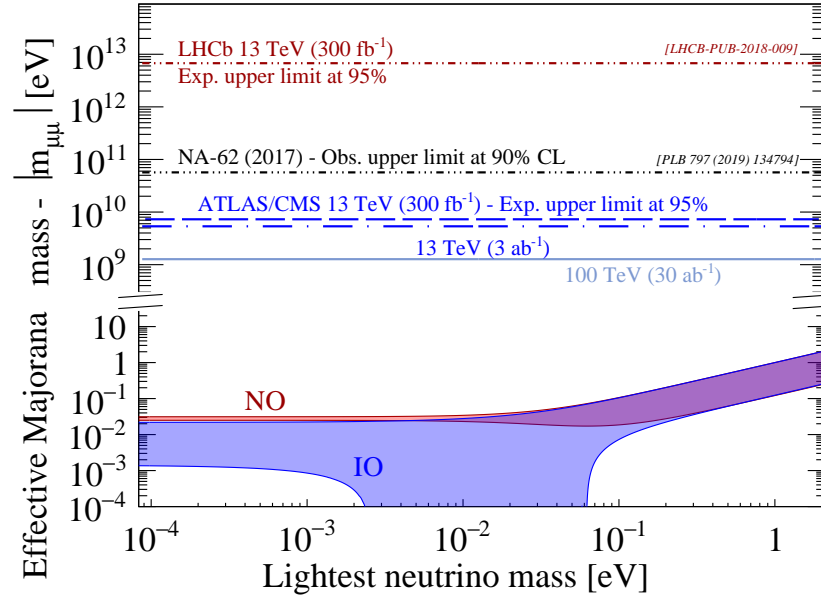 Effective Majorana mass - |m_μμ| [eV]
10^13
10^12
10^11
10^10
10^9
10
1
10^−1
10^−2
10^−3
10^−4
LHCb 13 TeV (300 fb^-1)
[LHCB-PUB-2018-009]
Exp. upper limit at 95%
NA-62 (2017) - Obs. upper limit at 90% CL
[PLB 797 (2019) 134794]
ATLAS/CMS 13 TeV (300 fb^-1) - Exp. upper limit at 95%
13 TeV (3 ab^-1)
100 TeV (30 ab^-1)
NO
IO
10^−4 10^−3 10^−2 10^−1 1
Lightest neutrino mass [eV]